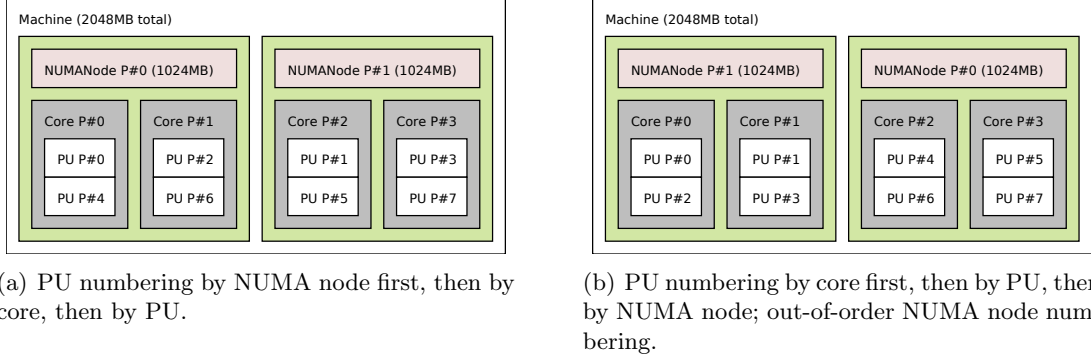 Machine (2048MB total)
NUMANode P#0 (1024MB)
NUMANode P#1 (1024MB)
Core P#0
Core P#1
Core P#2
Core P#3
PU P#0
PU P#2
PU P#1
PU P#3
PU P#4
PU P#6
PU P#5
PU P#7
(a) PU numbering by NUMA node first, then by
core, then by PU.
Machine (2048MB total)
NUMANode P#1 (1024MB)
NUMANode P#0 (1024MB)
Core P#0
Core P#1
Core P#2
Core P#3
PU P#0
PU P#1
PU P#4
PU P#5
PU P#2
PU P#3
PU P#6
PU P#7
(b) PU numbering by core first, then by PU, then
by NUMA node; out-of-order NUMA node num
bering.